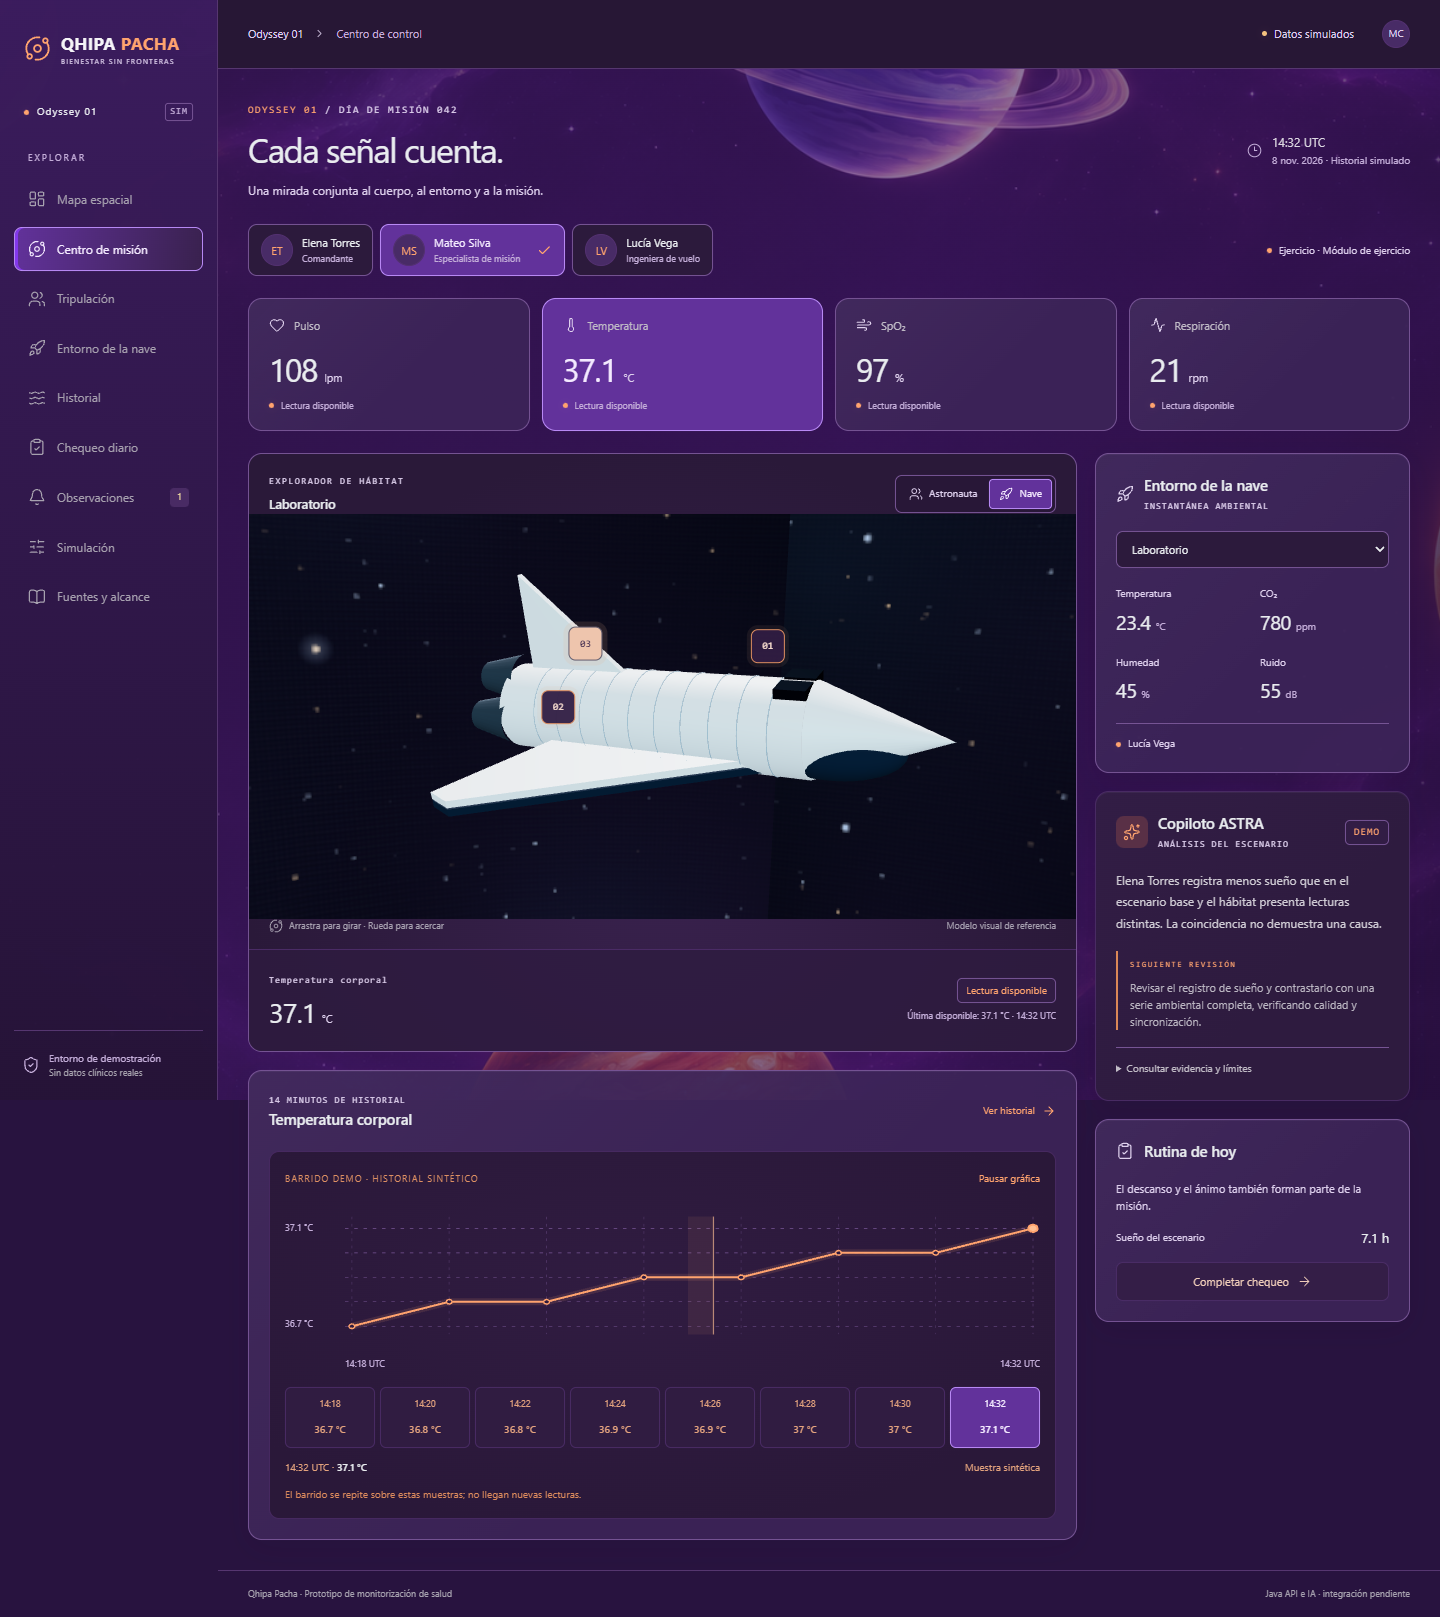 QHIPA PACHA
BIENESTAR SIN FRONTERAS
Odyssey 01
SIM
EXPLORAR
Mapa espacial
Centro de misión
Tripulación
Entorno de la nave
Historial
Chequeo diario
Observaciones
1
Simulación
Fuentes y alcance
Entorno de demostración
Sin datos clínicos reales
Odyssey 01 > Centro de control
Datos simulados
MC
ODYSSEY 01 / DÍA DE MISIÓN 042
Cada señal cuenta.
Una mirada conjunta al cuerpo, al entorno y a la misión.
14:32 UTC
8 nov. 2026 · Historial simulado
ET
Elena Torres
Comandante
MS
Mateo Silva
Especialista de misión
LV
Lucía Vega
Ingeniera de vuelo
Ejercicio · Módulo de ejercicio
Pulso
108 lpm
Lectura disponible
Temperatura
37.1 °C
Lectura disponible
SpO₂
97 %
Lectura disponible
Respiración
21 rpm
Lectura disponible
EXPLORADOR DE HÁBITAT
Laboratorio
Astronauta
Nave
03
01
02
Arrastra para girar · Rueda para acercar
Modelo visual de referencia
Temperatura corporal
37.1 °C
Lectura disponible
Última disponible: 37.1 °C · 14:32 UTC
Entorno de la nave
INSTANTÁNEA AMBIENTAL
Laboratorio
Temperatura
23.4 °C
CO₂
780 ppm
Humedad
45 %
Ruido
55 dB
Lucía Vega
Copiloto ASTRA
ANÁLISIS DEL ESCENARIO
DEMO
Elena Torres registra menos sueño que en el
escenario base y el hábitat presenta lecturas
distintas. La coincidencia no demuestra una causa.
SIGUIENTE REVISIÓN
Revisar el registro de sueño y contrastarlo con una
serie ambiental completa, verificando calidad y
sincronización.
Consultar evidencia y límites
14 MINUTOS DE HISTORIAL
Temperatura corporal
Ver historial
BARRIDO DEMO · HISTORIAL SINTÉTICO
Pausar gráfica
37.1 °C
36.7 °C
14:18 UTC
14:32 UTC
14:18
36.7 °C
14:20
36.8 °C
14:22
36.8 °C
14:24
36.9 °C
14:26
36.9 °C
14:28
37 °C
14:30
37 °C
14:32
37.1 °C
14:32 UTC · 37.1 °C
Muestra sintética
El barrido se repite sobre estas muestras; no llegan nuevas lecturas.
Rutina de hoy
El descanso y el ánimo también forman parte de la
misión.
Sueño del escenario
7.1 h
Completar chequeo
Qhipa Pacha · Prototipo de monitorización de salud
Java API e IA · integración pendiente